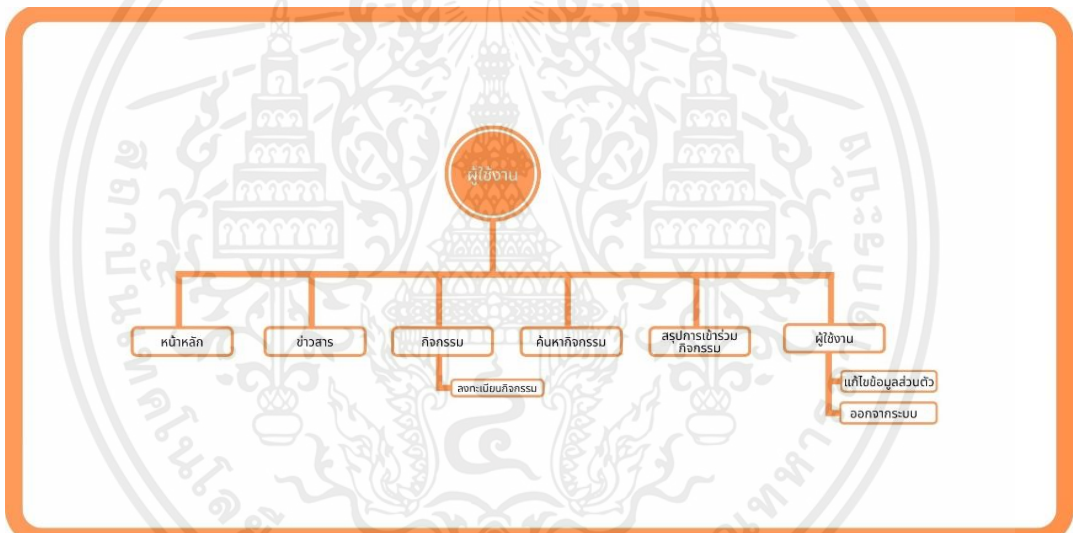 ผู้ใช้งาน
หน้าหลัก
ข่าวสาร
กิจกรรม
ค้นหากิจกรรม
สรุปการเข้าร่วม
กิจกรรม
ผู้ใช้งาน
ลงทะเบียนกิจกรรม
แก้ไขข้อมูลส่วนตัว
ออกจากระบบ